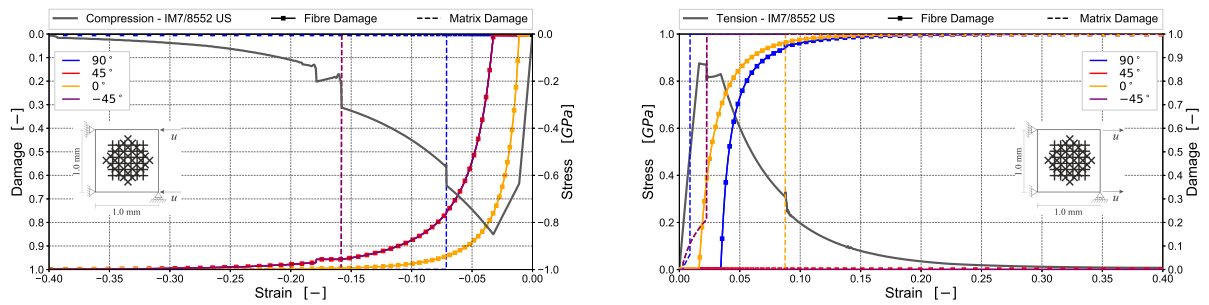 Compression - IM7/8552 US Fibre Damage Matrix Damage
0.0 0.1 0.2 0.3 0.4 0.5 0.6 0.7 0.8 0.9 1.0
Damage [−]
90°
45°
0°
−45°
u
1.0 mm
u
1.0 mm
0.0 −0.2 −0.4 −0.6 −0.8 −1.0
Stress [GPa]
−0.40 −0.35 −0.30 −0.25 −0.20 −0.15 −0.10 −0.05 0.00
Strain [−]
Tension - IM7/8552 US Fibre Damage Matrix Damage
1.0 0.8 0.6 0.4 0.2 0.0
Stress [GPa]
90°
45°
0°
−45°
u
1.0 mm
u
1.0 mm
1.0 0.9 0.8 0.7 0.6 0.5 0.4 0.3 0.2 0.1 0.0
Damage [−]
0.00 0.05 0.10 0.15 0.20 0.25 0.30 0.35 0.40
Strain [−]